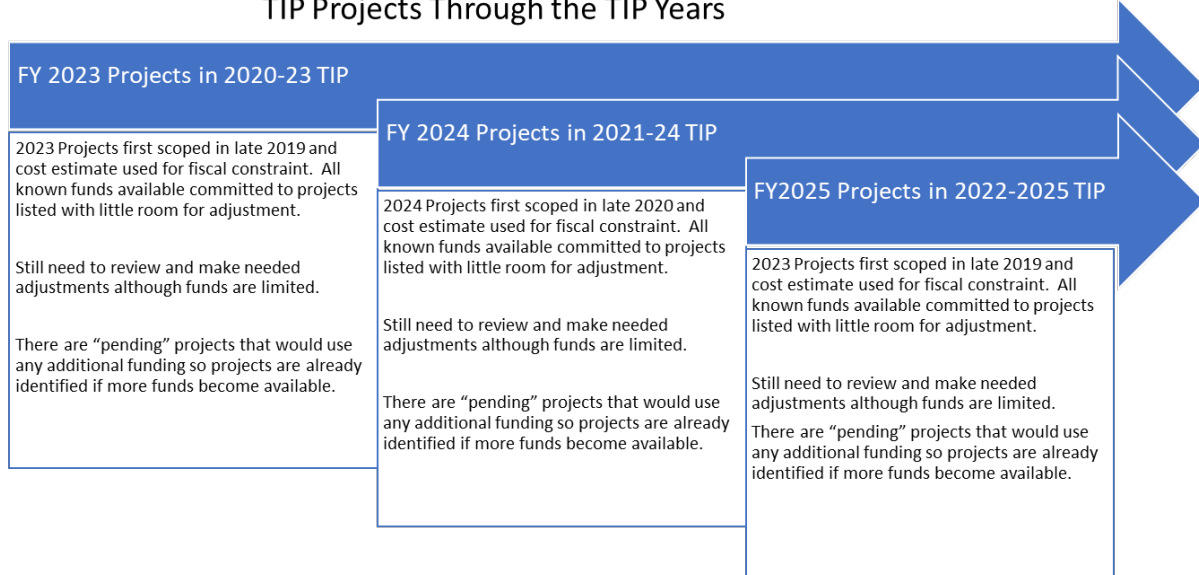 TIP Projects Through the TIP Years
FY 2023 Projects in 2020-23 TIP
2023 Projects first scoped in late 2019 and
cost estimate used for fiscal constraint. All
known funds available committed to projects
listed with little room for adjustment.
Still need to review and make needed
adjustments although funds are limited.
There are “pending” projects that would use
any additional funding so projects are already
identified if more funds become available.
FY 2024 Projects in 2021-24 TIP
2024 Projects first scoped in late 2020 and
cost estimate used for fiscal constraint. All
known funds available committed to projects
listed with little room for adjustment.
Still need to review and make needed
adjustments although funds are limited.
There are “pending” projects that would use
any additional funding so projects are already
identified if more funds become available.
FY2025 Projects in 2022-2025 TIP
2023 Projects first scoped in late 2019 and
cost estimate used for fiscal constraint. All
known funds available committed to projects
listed with little room for adjustment.
Still need to review and make needed
adjustments although funds are limited.
There are “pending” projects that would use
any additional funding so projects are already
identified if more funds become available.